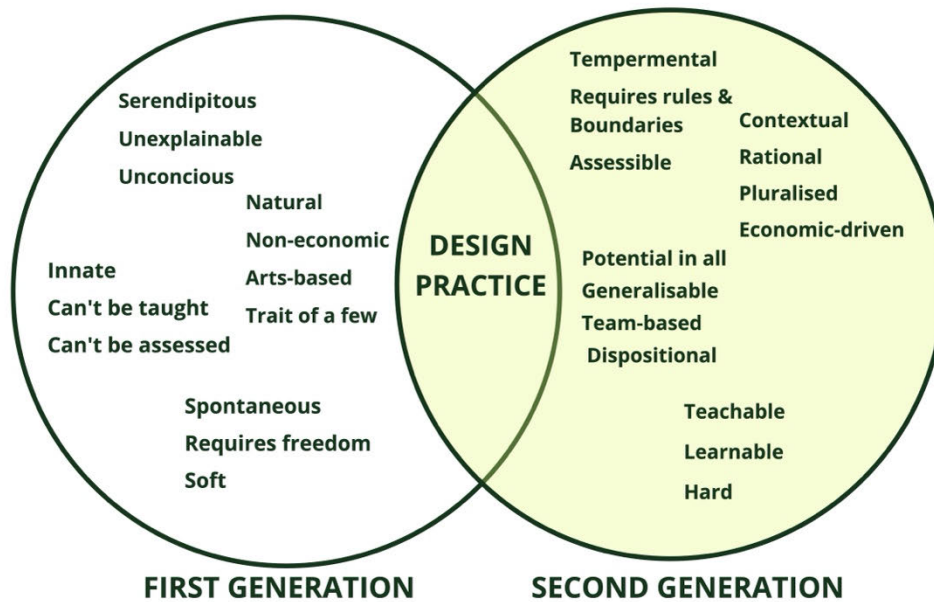 Serendipitous
Unexplainable
Unconcious
Natural
Non-economic
Arts-based
Trait of a few
Innate
Can't be taught
Can't be assessed
Spontaneous
Requires freedom
Soft
DESIGN
PRACTICE
Tempermental
Requires rules &
Boundaries
Assessible
Contextual
Rational
Pluralised
Economic-driven
Potential in all
Generalisable
Team-based
Dispositional
Teachable
Learnable
Hard
FIRST GENERATION
SECOND GENERATION